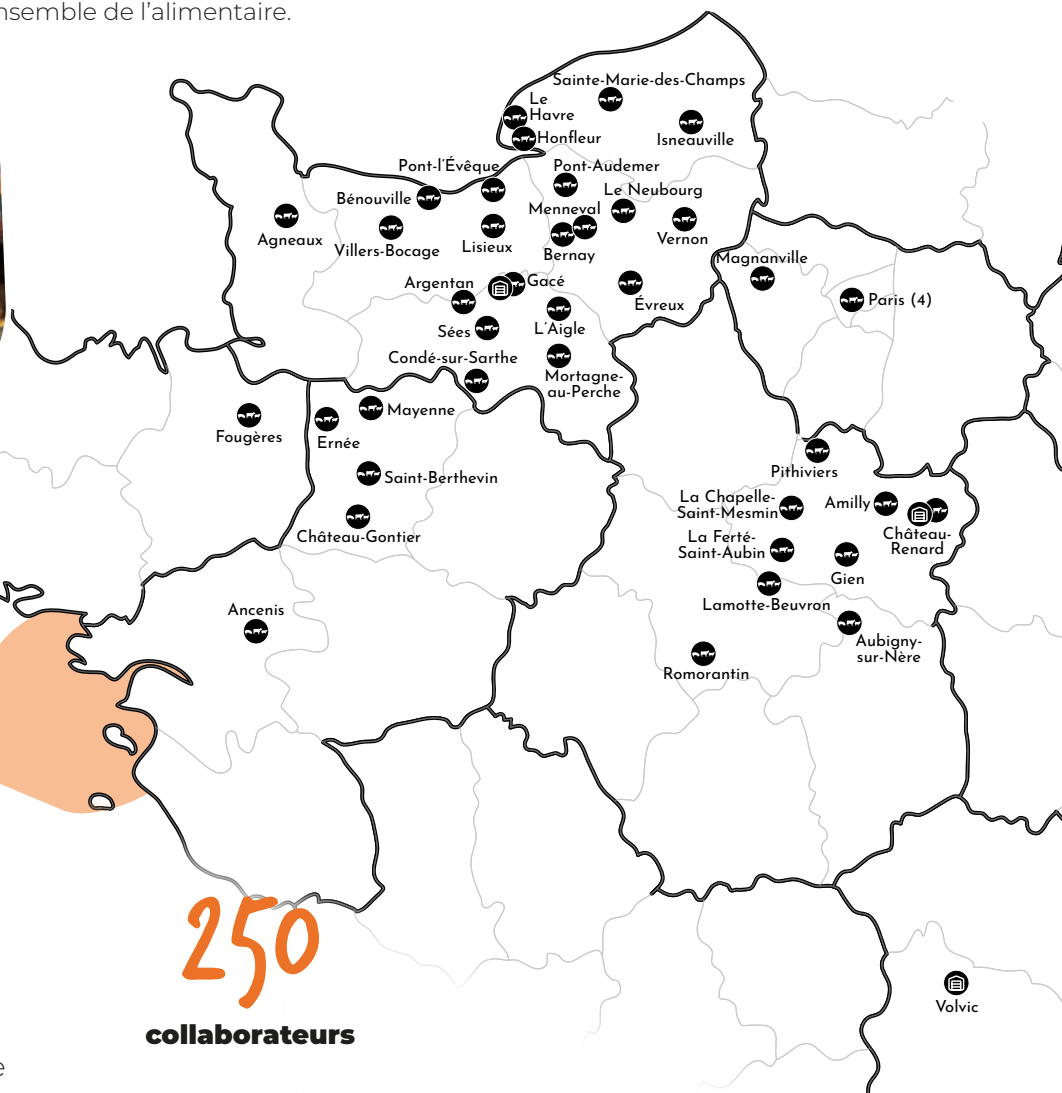 nsemble de l’alimentaire.
Sainte-Marie-des-Champs
Le
Havre
Honfleur
Isneauville
Pont-l’Évêque
Pont-Audemer
Bénouville
Le Neubourg
Menneval
Agneaux
Villers-Bocage
Lisieux
Bernay
Vernon
Magnanville
Argentan
Gacé
Paris (4)
Évreux
Sées
L’Aigle
Condé-sur-Sarthe
Mortagne-
au-Perche
Mayenne
Fougères
Ernée
Saint-Berthevin
Pithiviers
Château-Gontier
La Chapelle-
Saint-Mesmin
Amilly
Château-
Renard
La Ferté-
Saint-Aubin
Gien
Lamotte-Beuvron
Ancenis
Aubigny-
sur-Nère
Romorantin
250
collaborateurs
Volvic
e